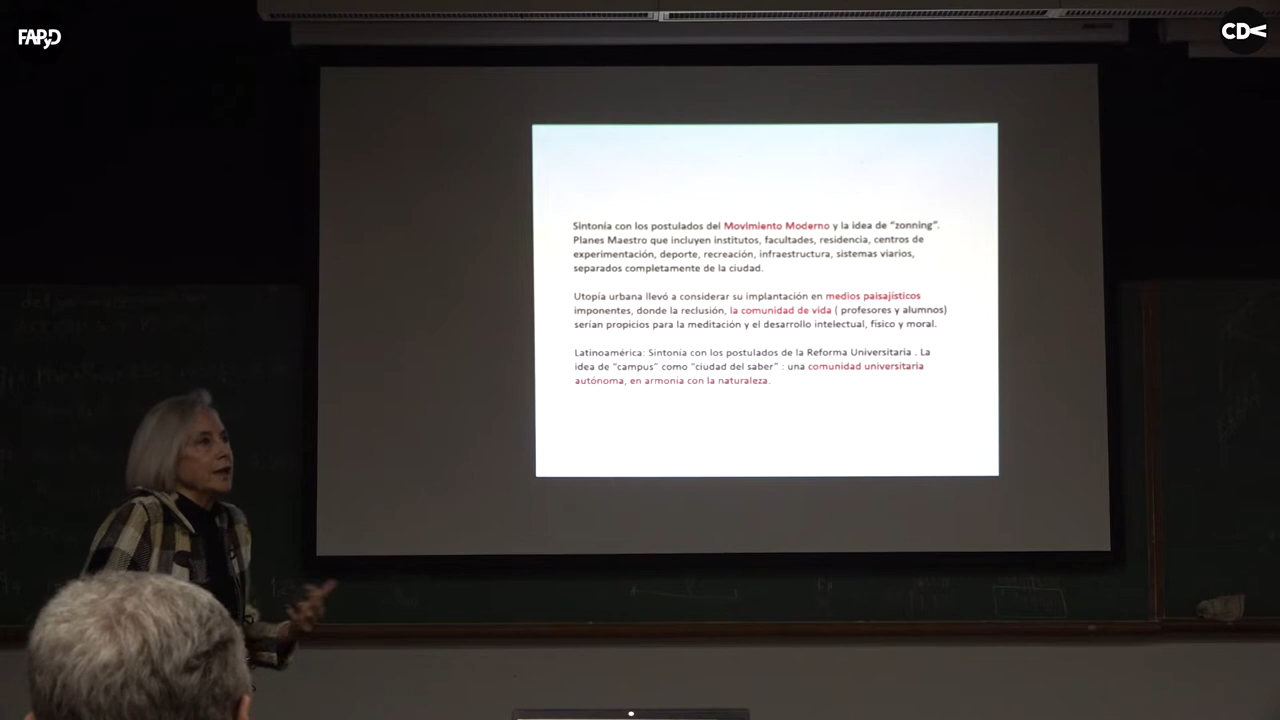 FAPyD
CDV
Sintonía con los postulados del Movimiento Moderno y la idea de “zonning”.
Planes Maestro que incluyen institutos, facultades, residencia, centros de
experimentación, deporte, recreación, infraestructura, sistemas viarios,
separados completamente de la ciudad.
Utopía urbana llevó a considerar su implantación en medios paisajísticos
imponentes, donde la reclusión, la comunidad de vida ( profesores y alumnos)
serían propicios para la meditación y el desarrollo intelectual, físico y moral.
Latinoamérica: Sintonía con los postulados de la Reforma Universitaria . La
idea de “campus” como “ciudad del saber” : una comunidad universitaria
autónoma, en armonía con la naturaleza.